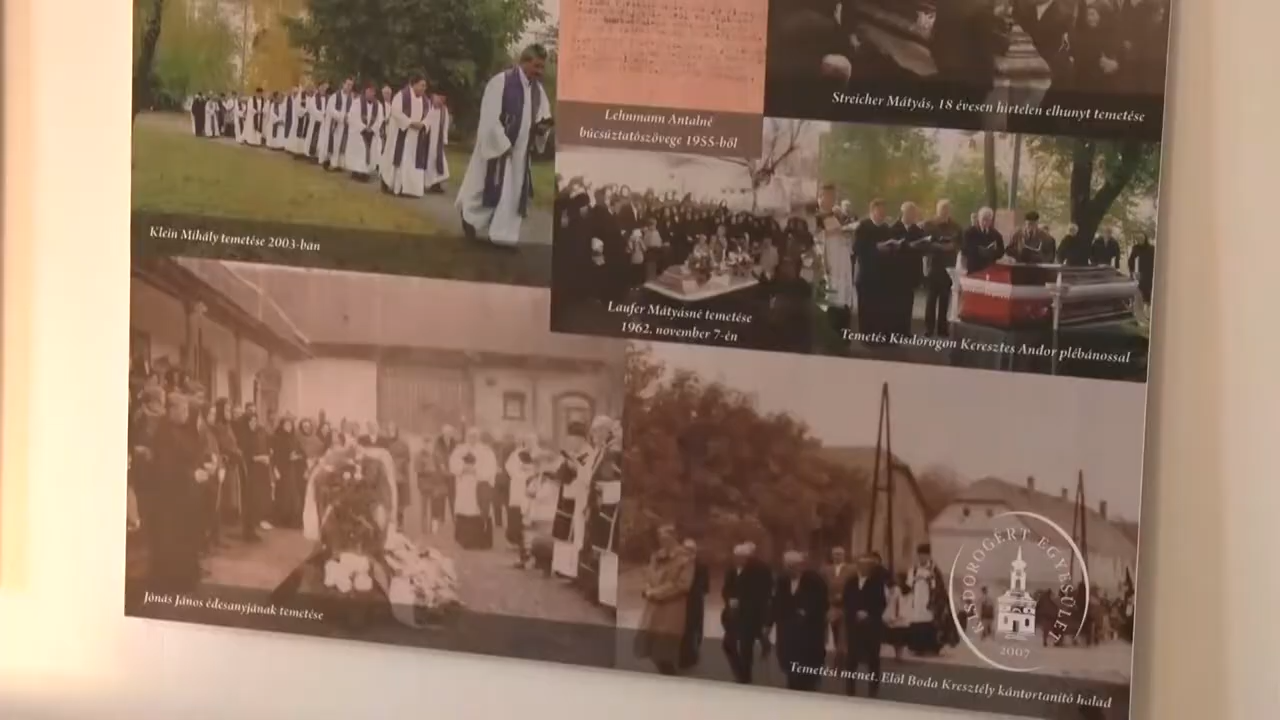 Streicher Mátyás, 18 évesen hirtelen elhunyt temetése
Lehnmann Antalné
búcsúztatószövege 1955-ből
Klein Mihály temetése 2003-ban
Laufer Mátyásné temetése
1962. november 7-én
Temetés Kisdorogon Keresztes Andor plébánossal
Jónás János édesanyjának temetése
KISDOROGÉRT EGYESÜLET
2007
Temetési menet. Elöl Boda Kresztély kántortanító halad